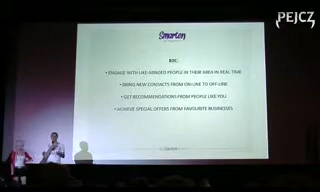 PEJCZ
Smarten
B2C:
• ENGAGE WITH LIKE-MINDED PEOPLE IN THEIR AREA IN REAL TIME
• BRING NEW CONTACTS FROM ON-LINE TO OFF-LINE
• GET RECOMMENDATIONS FROM PEOPLE LIKE YOU
• ACHIEVE SPECIAL OFFERS FROM FAVOURITE BUSINESSES